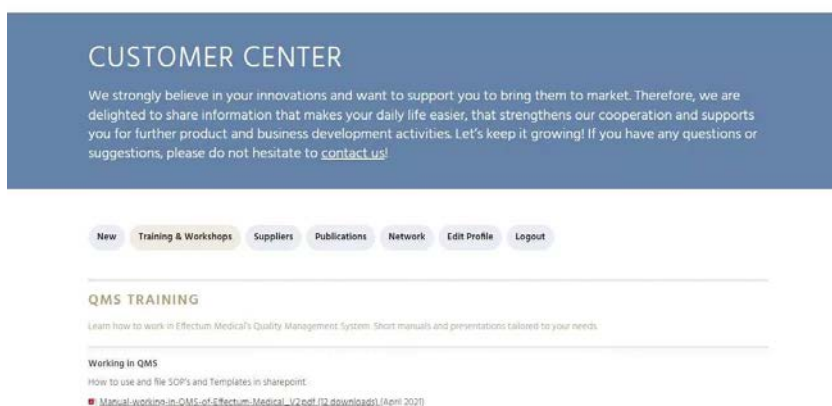 CUSTOMER CENTER
We strongly believe in your innovations and want to support you to bring them to market. Therefore, we are
delighted to share information that makes your daily life easier, that strengthens our cooperation and supports
you for further product and business development activities. Let's keep it growing! If you have any questions or
suggestions, please do not hesitate to contact us!
New Training & Workshops Suppliers Publications Network Edit Profile Logout
QMS TRAINING
Learn how to work in Effectum Medical's Quality Management System. Short manuals and presentations tailored to your needs.
Working in QMS
How to use and file SOP's and Templates in sharepoint
Manual-working-in-QMS-of-Effectum-Medical_V2.pdf (12 downloads) (April 2021)